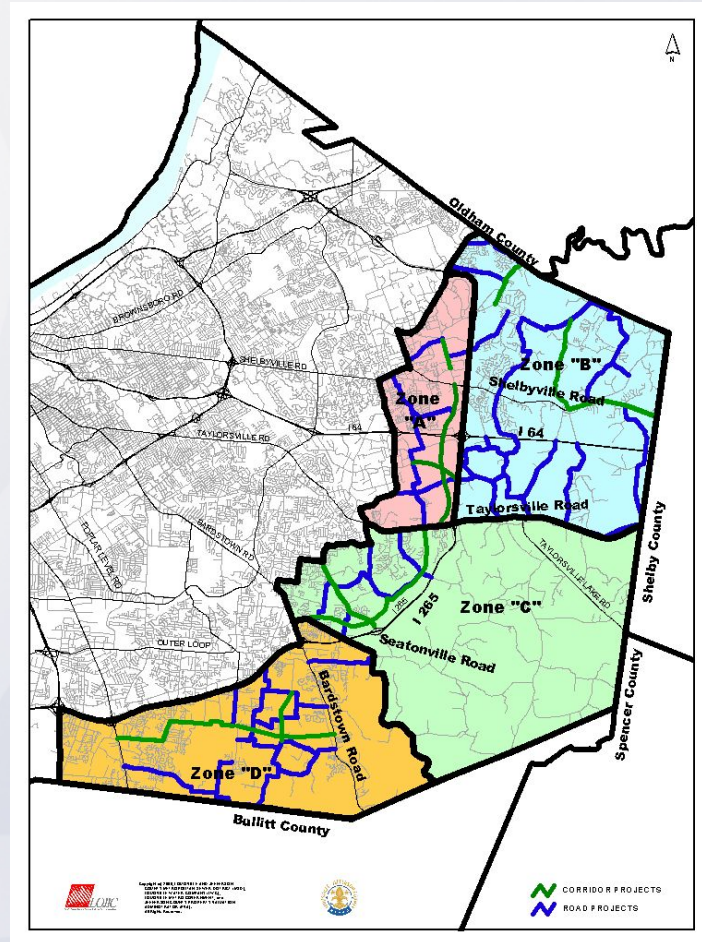 N
Oldham County
BROWNSBORO RD
Zone "B"
SHELBYVILLE RD
Shelbyville Road
Zone
"A"
I 64
I 64
TAYLORSVILLE RD
Taylorsville Road
BARDSTOWN RD
TAYLORSVILLE LAKE RD
Shelby County
POPLAR LEVEL RD
I 265
I 265
Zone "C"
OUTER LOOP
Seatonville Road
Bardstown Road
Spencer County
Zone "D"
Bullitt County
LOJIC
CORRIDOR PROJECTS
ROAD PROJECTS